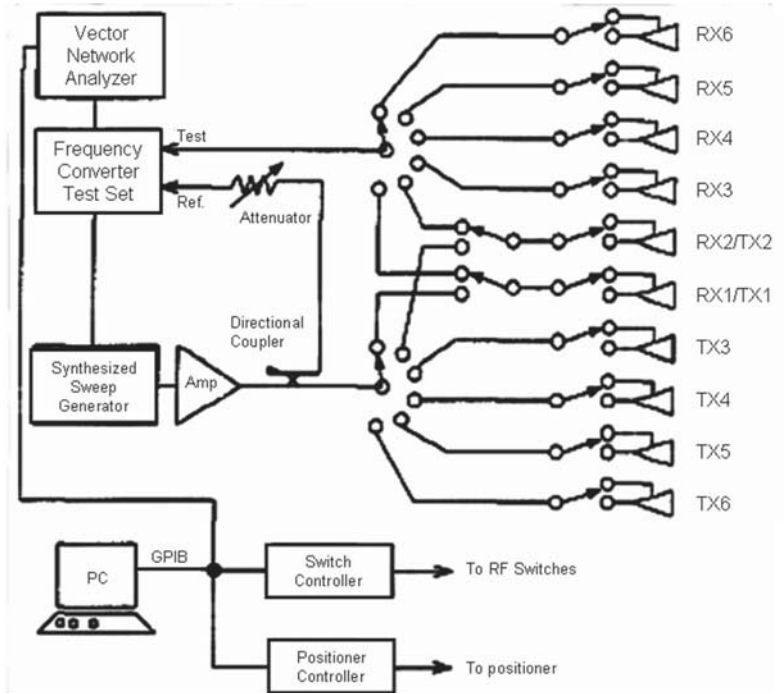 Vector
Network
Analyzer
Frequency
Converter
Test Set
Test
Ref.
Attenuator
Directional
Coupler
Synthesized
Sweep
Generator
Amp
RX6
RX5
RX4
RX3
RX2/TX2
RX1/TX1
TX3
TX4
TX5
TX6
PC
GPIB
Switch
Controller
To RF Switches
Positioner
Controller
To positioner